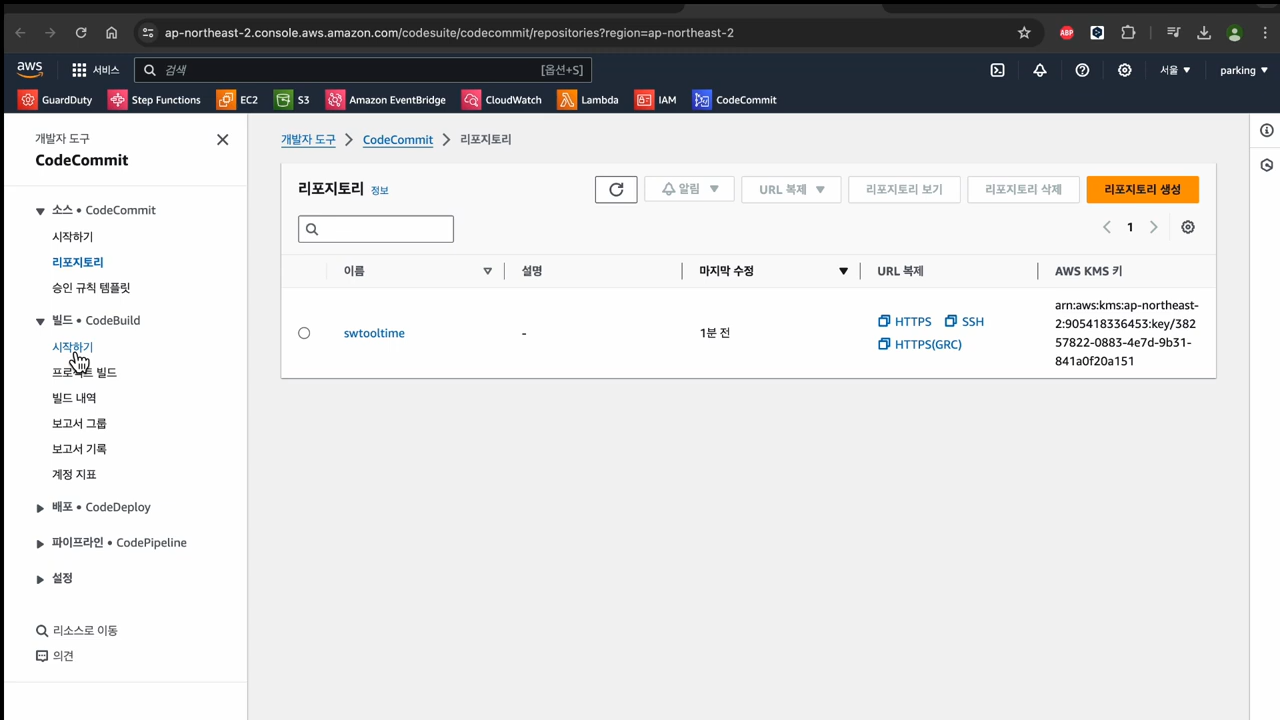 ap-northeast-2.console.aws.amazon.com/codesuite/codecommit/repositories?region=ap-northeast-2
ABP
aws 서비스 검색 [옵션+S] 서울 ▼ parking ▼
GuardDuty Step Functions EC2 S3 Amazon EventBridge CloudWatch Lambda IAM CodeCommit
개발자 도구
CodeCommit
소스 • CodeCommit
시작하기
리포지토리
승인 규칙 템플릿
빌드 • CodeBuild
시작하기
프로젝트 빌드
빌드 내역
보고서 그룹
보고서 기록
계정 지표
배포 • CodeDeploy
파이프라인 • CodePipeline
설정
리소스로 이동
의견
개발자 도구 > CodeCommit > 리포지토리
리포지토리 정보
알림 ▼ URL 복제 ▼ 리포지토리 보기 리포지토리 삭제 리포지토리 생성
< 1 >
이름 설명 마지막 수정 URL 복제 AWS KMS 키
swtooltime - 1분 전
HTTPS SSH
HTTPS(GRC)
arn:aws:kms:ap-northeast-
2:905418336453:key/382
57822-0883-4e7d-9b31-
841a0f20a151